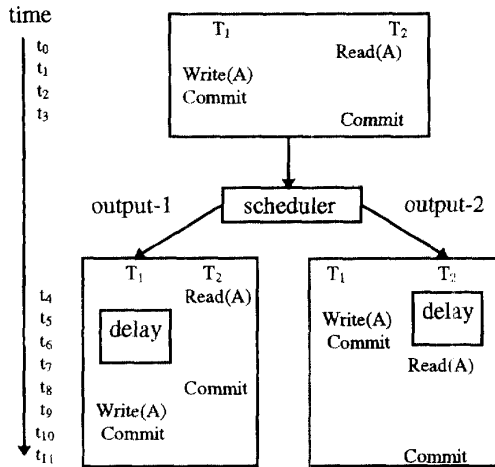 time
T1 T2
t0 Read(A)
t1 Write(A)
t2 Commit
t3 Commit
output-1 scheduler output-2
T1 T2 T1 T2
t4 Read(A)
t5 delay Write(A) delay
t6 Commit
t7 Read(A)
t8 Commit
t9 Write(A)
t10 Commit
t11 Commit